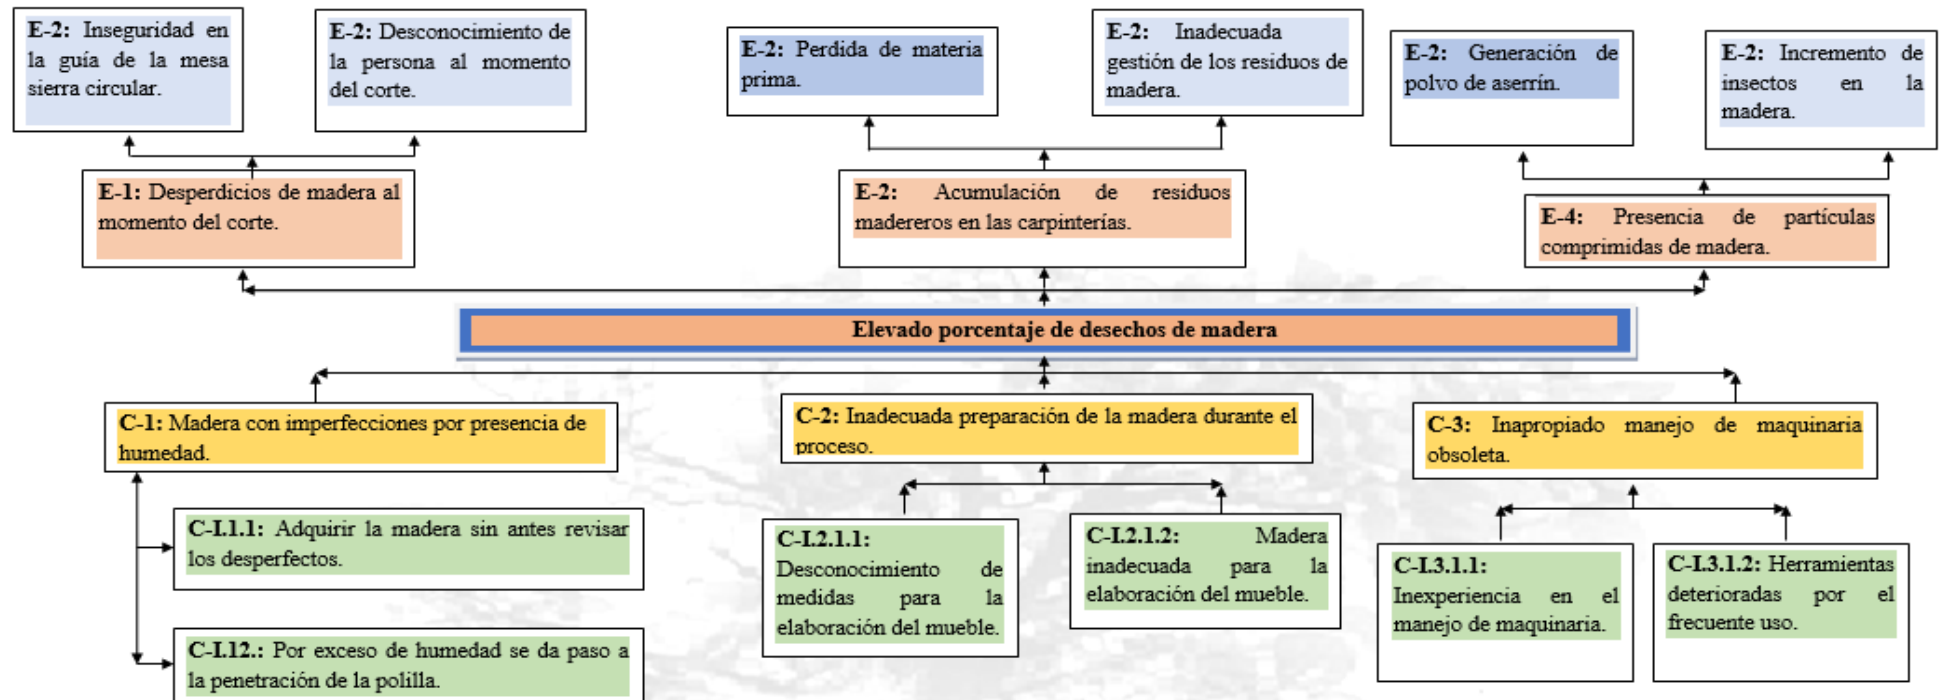 E-2: Inseguridad en
la guía de la mesa
sierra circular.
E-2: Desconocimiento de
la persona al momento
del corte.
E-2: Perdida de materia
prima.
E-2: Inadecuada
gestión de los residuos de
madera.
E-2: Generación de
polvo de aserrín.
E-2: Incremento de
insectos en la
madera.
E-1: Desperdicios de madera al
momento del corte.
E-2: Acumulación de residuos
madereros en las carpinterías.
E-4: Presencia de partículas
comprimidas de madera.
Elevado porcentaje de desechos de madera
C-1: Madera con imperfecciones por presencia de
humedad.
C-2: Inadecuada preparación de la madera durante el
proceso.
C-3: Inapropiado manejo de maquinaria
obsoleta.
C-I.1.1: Adquirir la madera sin antes revisar
los desperfectos.
C-I.12.: Por exceso de humedad se da paso a
la penetración de la polilla.
C-I.2.1.1:
Desconocimiento de
medidas para la
elaboración del mueble.
C-I.2.1.2: Madera
inadecuada para la
elaboración del mueble.
C-I.3.1.1:
Inexperiencia en el
manejo de maquinaria.
C-I.3.1.2: Herramientas
deterioradas por el
frecuente uso.